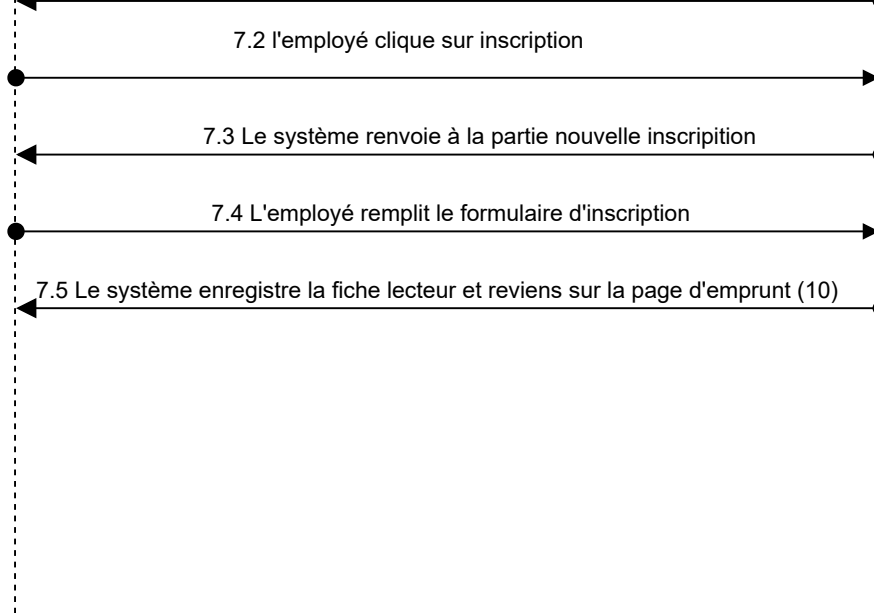 7.2 l'employé clique sur inscription
7.3 Le système renvoie à la partie nouvelle inscripition
7.4 L'employé remplit le formulaire d'inscription
7.5 Le système enregistre la fiche lecteur et reviens sur la page d'emprunt (10)